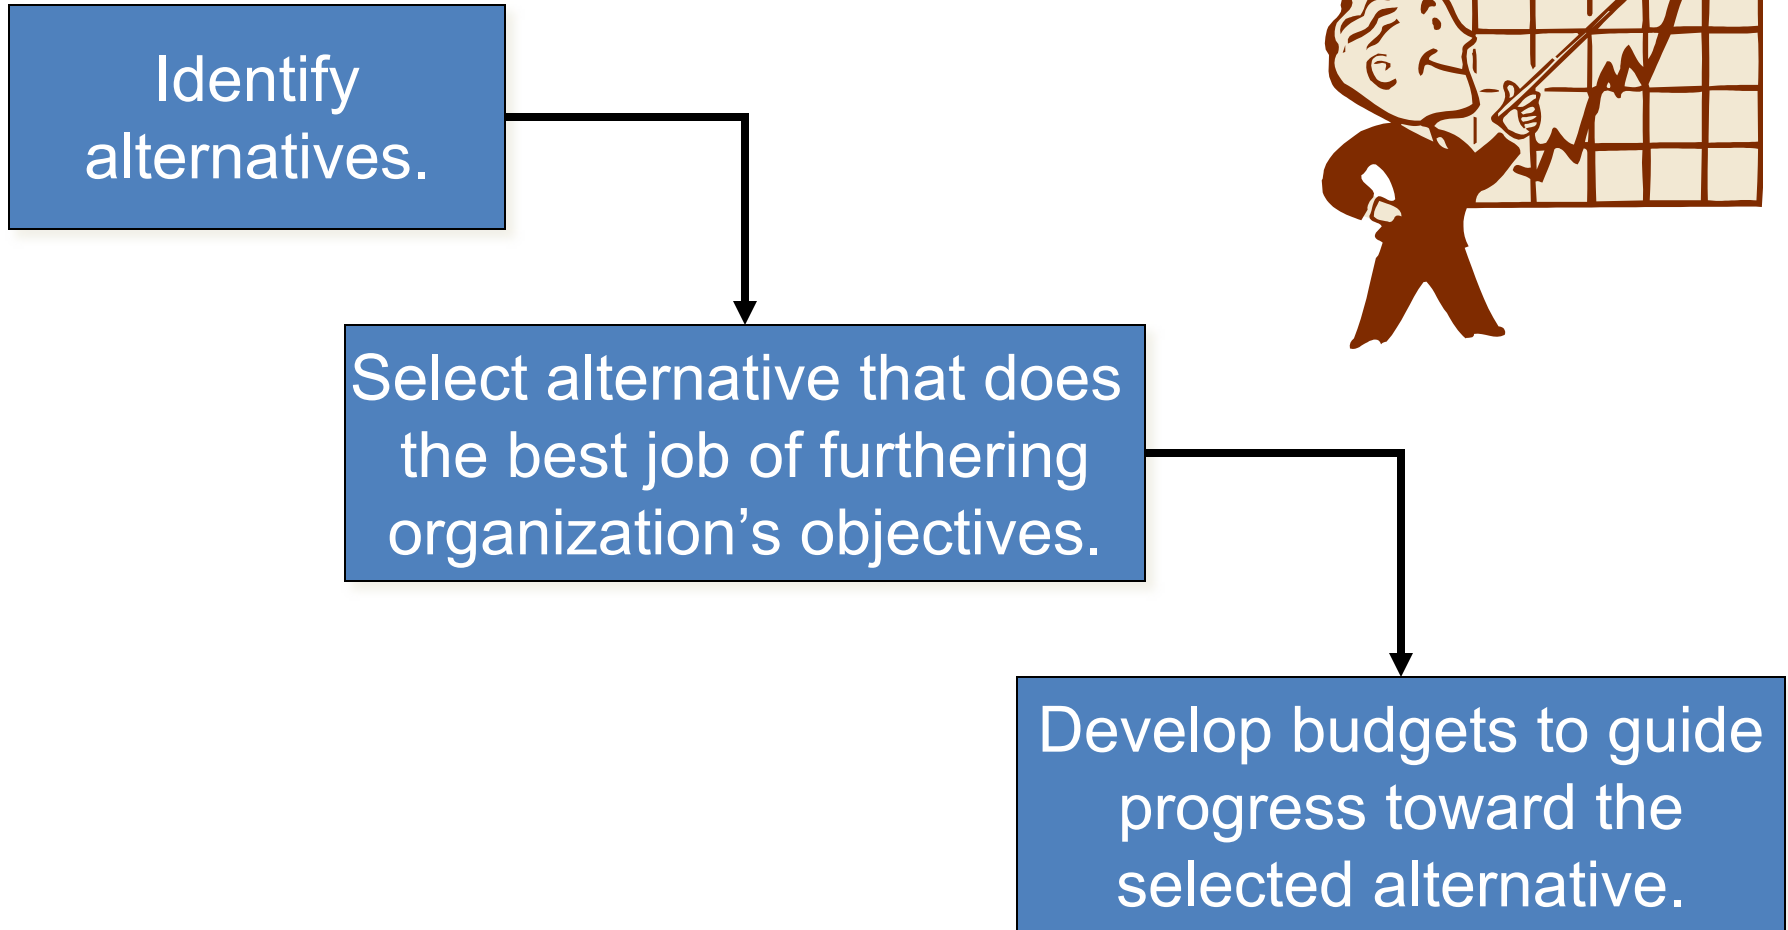 Identify
alternatives.
Select alternative that does
the best job of furthering
organization’s objectives.
Develop budgets to guide
progress toward the
selected alternative.